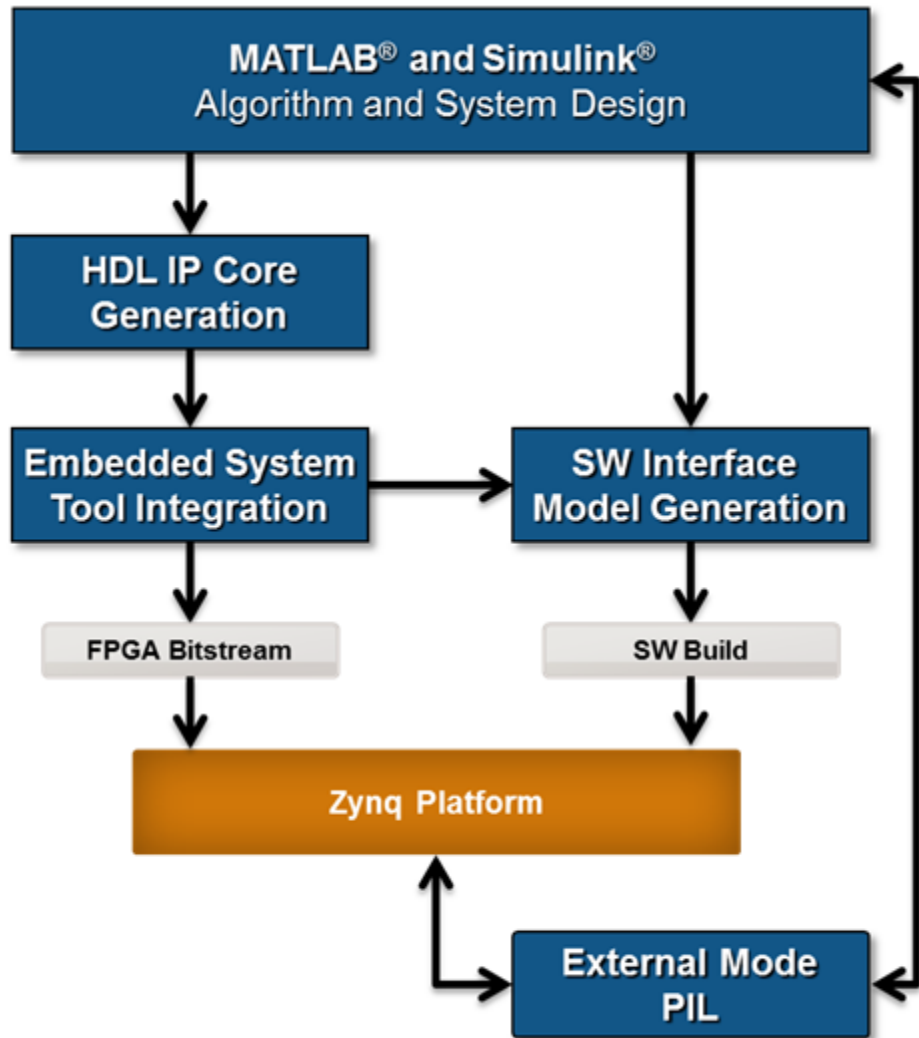 MATLAB® and Simulink®
Algorithm and System Design
HDL IP Core
Generation
Embedded System
Tool Integration
SW Interface
Model Generation
FPGA Bitstream
SW Build
Zynq Platform
External Mode
PIL